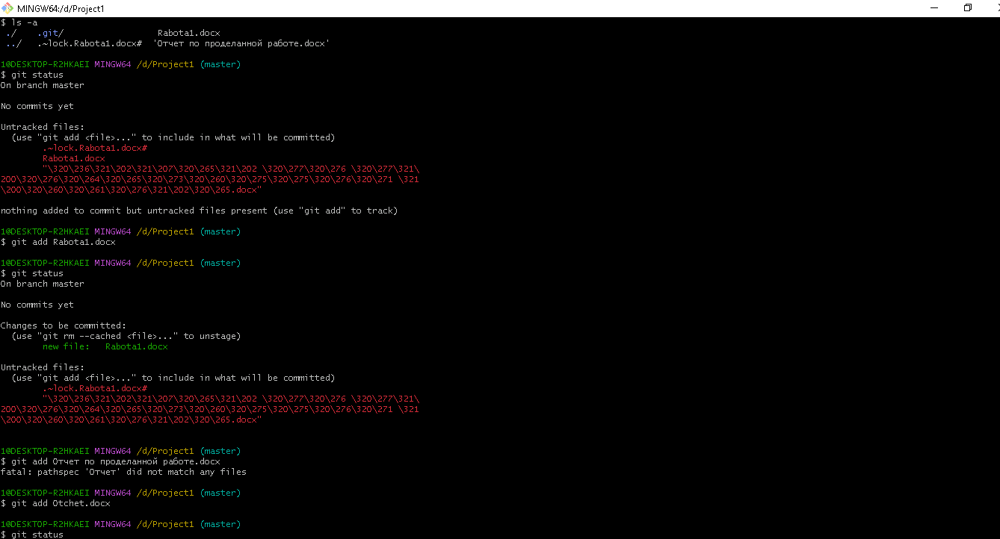 MINGW64:/d/Project1
$ ls -a
./    .git/                  Rabota1.docx
../   .~lock.Rabota1.docx#  'Отчет по проделанной работе.docx'
1@DESKTOP-R2HKAEI MINGW64 /d/Project1 (master)
$ git status
On branch master
No commits yet
Untracked files:
  (use "git add <file>..." to include in what will be committed)
        .~lock.Rabota1.docx#
        Rabota1.docx
        "\320\236\321\202\321\207\320\265\321\202 \320\277\320\276 \320\277\321\
200\320\276\320\264\320\265\320\273\320\260\320\275\320\275\320\276\320\271 \321
\200\320\260\320\261\320\276\321\202\320\265.docx"
nothing added to commit but untracked files present (use "git add" to track)
1@DESKTOP-R2HKAEI MINGW64 /d/Project1 (master)
$ git add Rabota1.docx
1@DESKTOP-R2HKAEI MINGW64 /d/Project1 (master)
$ git status
On branch master
No commits yet
Changes to be committed:
  (use "git rm --cached <file>..." to unstage)
        new file:   Rabota1.docx
Untracked files:
  (use "git add <file>..." to include in what will be committed)
        .~lock.Rabota1.docx#
        "\320\236\321\202\321\207\320\265\321\202 \320\277\320\276 \320\277\321\
200\320\276\320\264\320\265\320\273\320\260\320\275\320\275\320\276\320\271 \321
\200\320\260\320\261\320\276\321\202\320\265.docx"
1@DESKTOP-R2HKAEI MINGW64 /d/Project1 (master)
$ git add Отчет по проделанной работе.docx
fatal: pathspec 'Отчет' did not match any files
1@DESKTOP-R2HKAEI MINGW64 /d/Project1 (master)
$ git add Otchet.docx
1@DESKTOP-R2HKAEI MINGW64 /d/Project1 (master)
$ git status